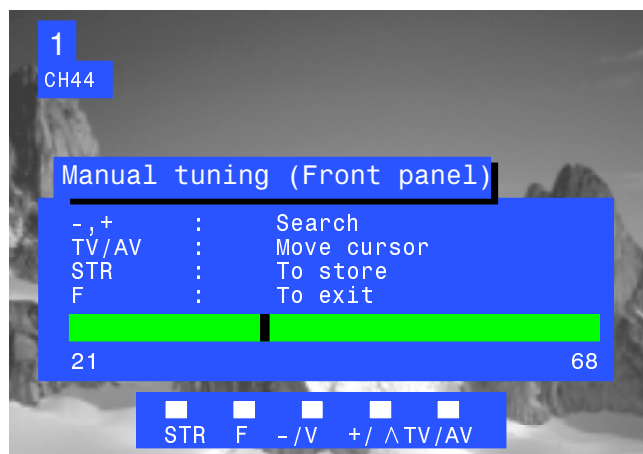 1
CH44
Manual tuning (Front panel)
-,+ : Search
TV/AV : Move cursor
STR : To store
F : To exit
21 68
STR F -/V +/ ∧TV/AV